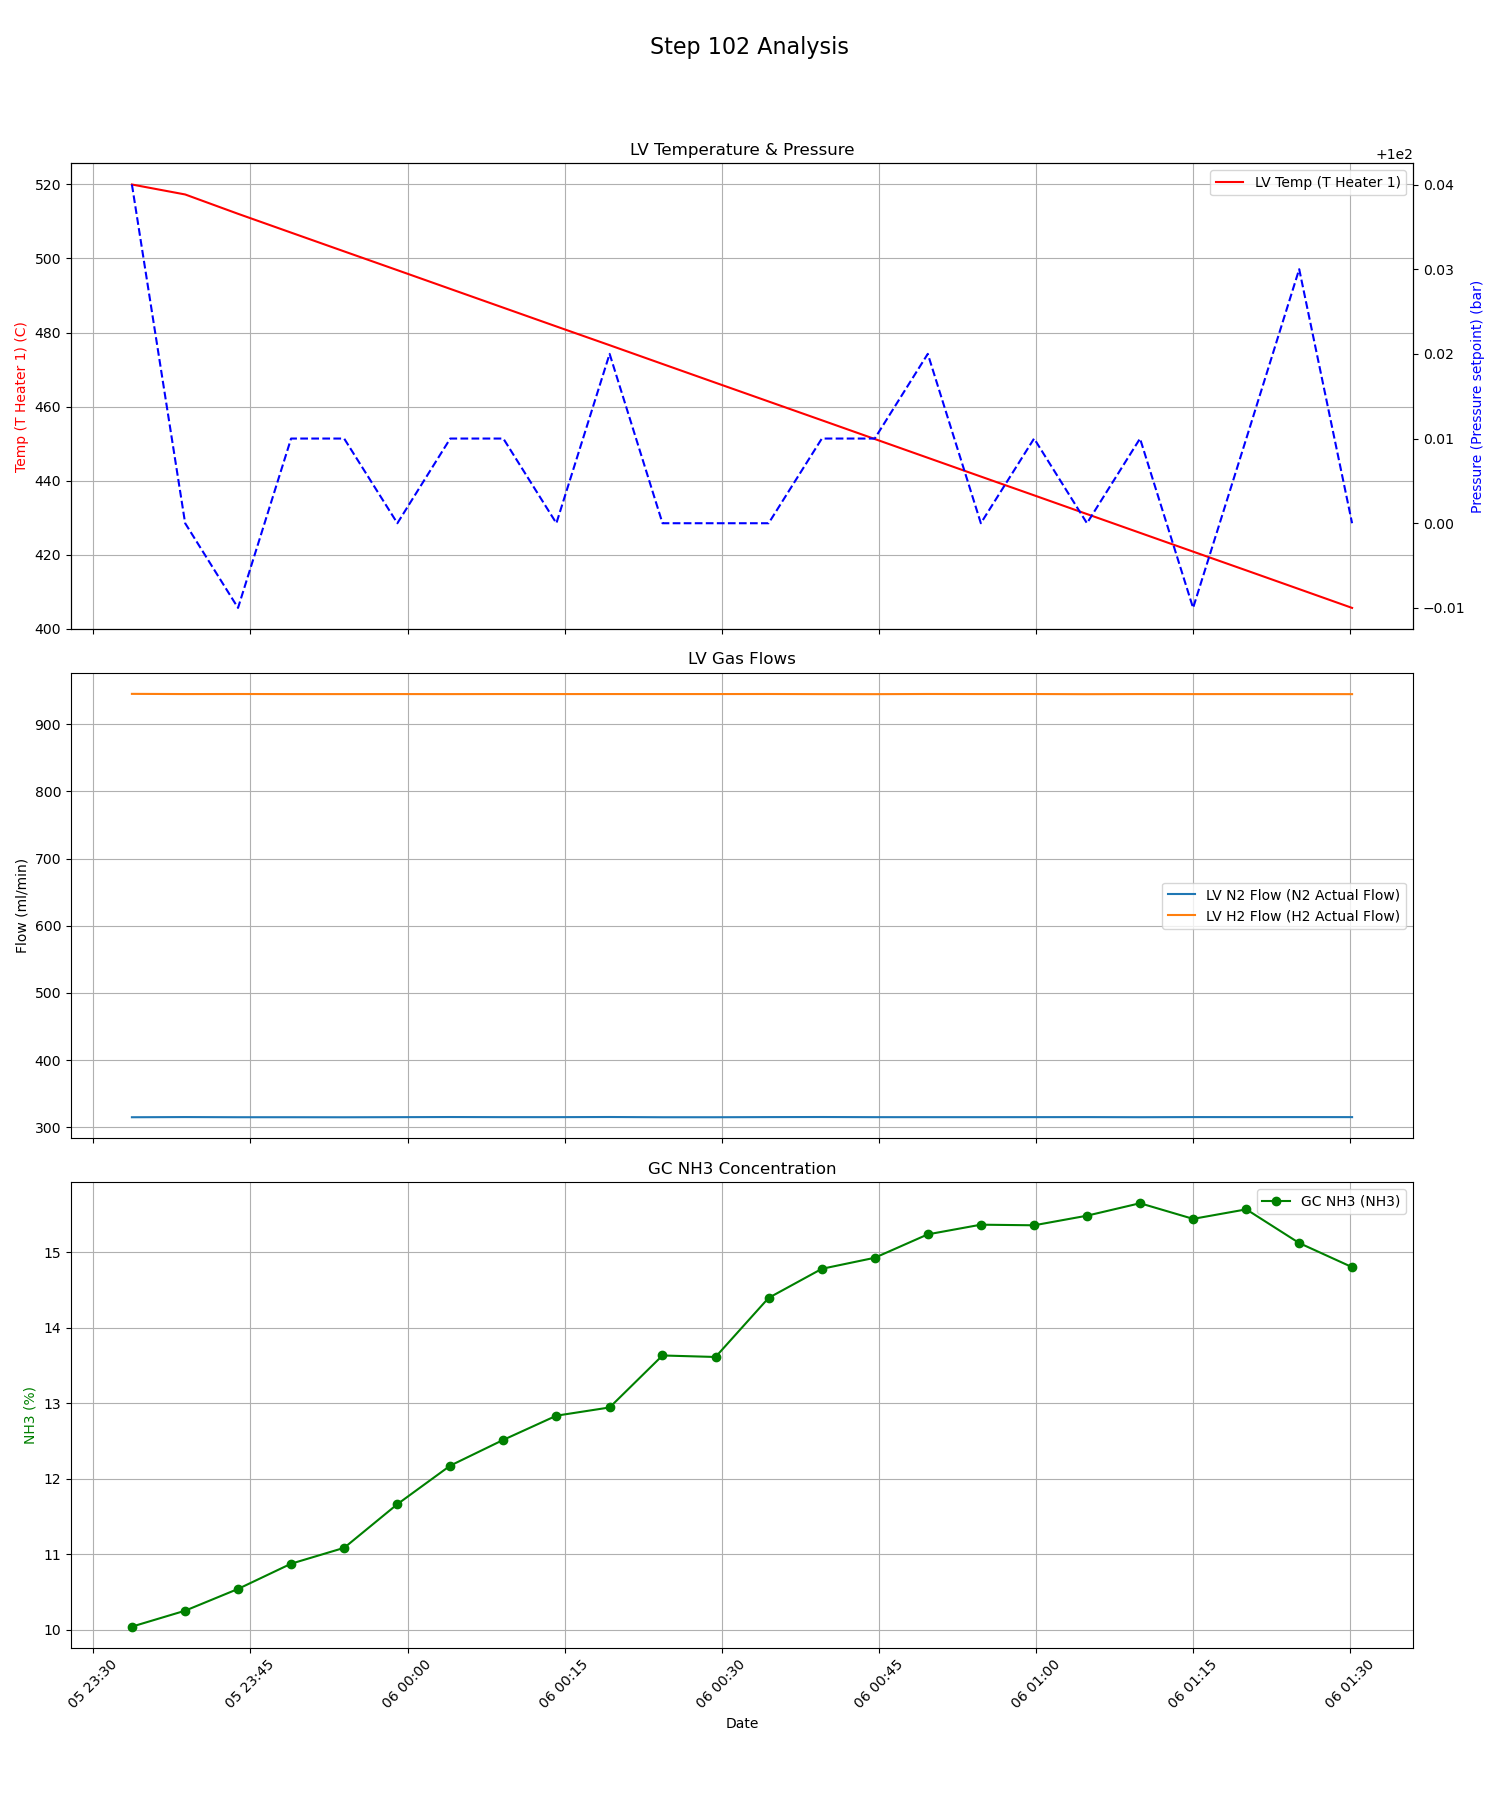 Step 102 Analysis
LV Temperature & Pressure
+1e2
LV Temp (T Heater 1)
Temp (T Heater 1) (C)
520
500
480
460
440
420
400
Pressure (Pressure setpoint) (bar)
0.04
0.03
0.02
0.01
0.00
−0.01
LV Gas Flows
Flow (ml/min)
900
800
700
600
500
400
300
LV N2 Flow (N2 Actual Flow)
LV H2 Flow (H2 Actual Flow)
GC NH3 Concentration
GC NH3 (NH3)
NH3 (%)
15
14
13
12
11
10
05 23:30
05 23:45
06 00:00
06 00:15
06 00:30
06 00:45
06 01:00
06 01:15
06 01:30
Date